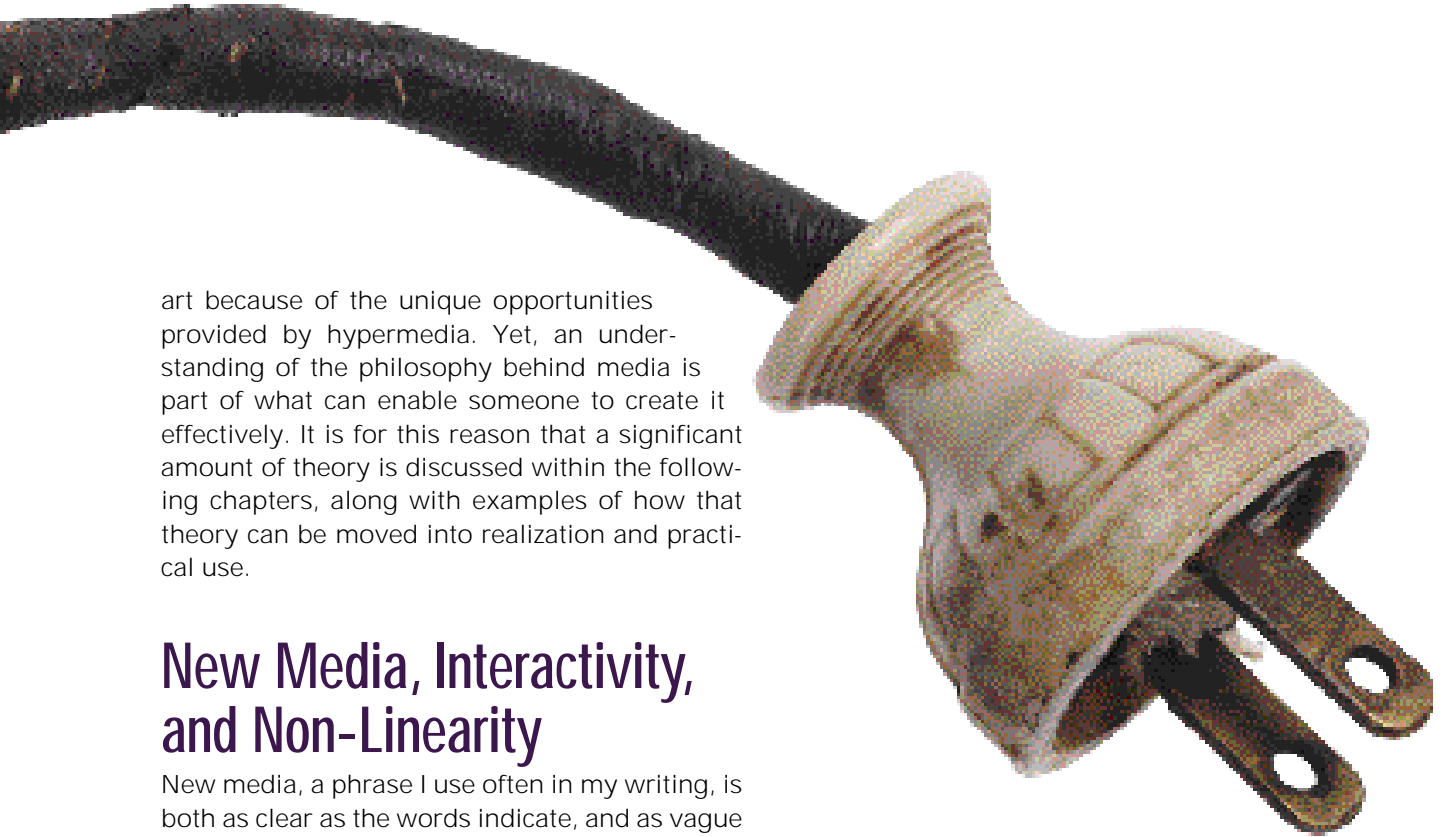 art because of the unique opportunities
provided by hypermedia. Yet, an under-
standing of the philosophy behind media is
part of what can enable someone to create it
effectively. It is for this reason that a significant
amount of theory is discussed within the follow-
ing chapters, along with examples of how that
theory can be moved into realization and practi-
cal use.
New Media, Interactivity,
and Non-Linearity
New media, a phrase I use often in my writing, is
both as clear as the words indicate, and as vague